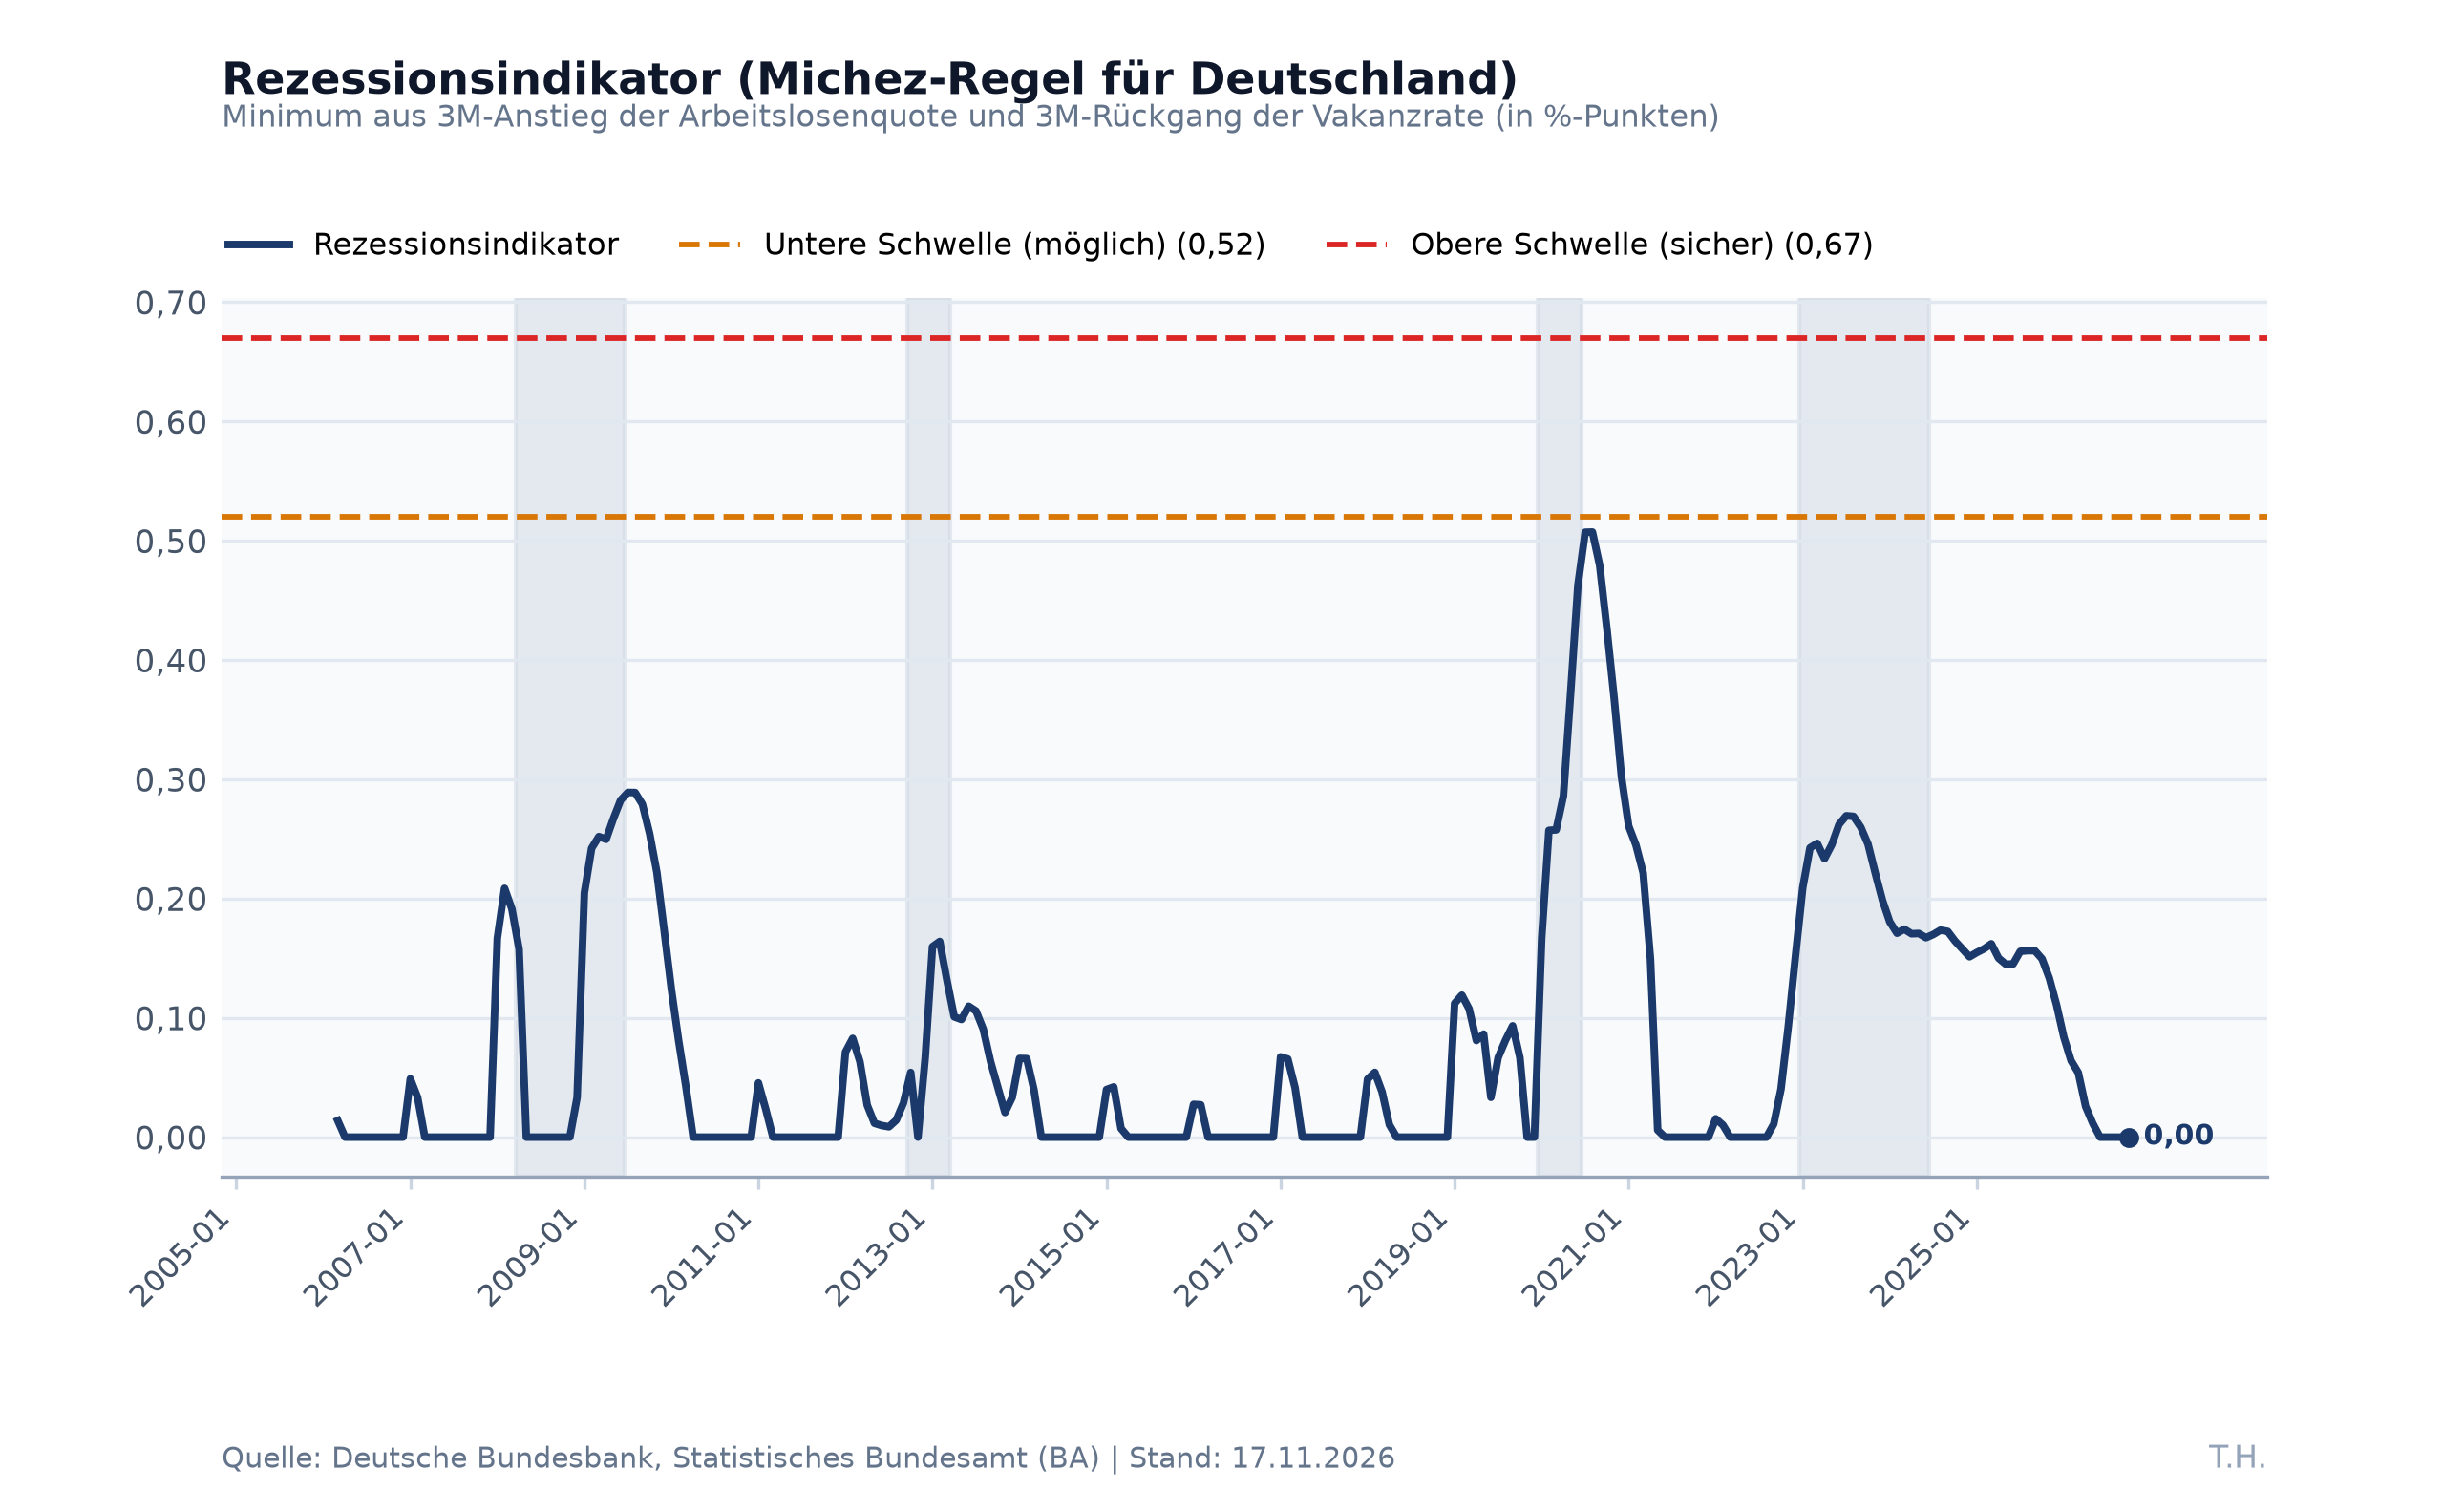 Rezessionsindikator (Michez-Regel für Deutschland)
Minimum aus 3M-Anstieg der Arbeitslosenquote und 3M-Rückgang der Vakanzrate (in %-Punkten)
Rezessionsindikator
Untere Schwelle (möglich) (0,52)
Obere Schwelle (sicher) (0,67)
0,70
0,60
0,50
0,40
0,30
0,20
0,10
0,00
0,00
2005-01
2007-01
2009-01
2011-01
2013-01
2015-01
2017-01
2019-01
2021-01
2023-01
2025-01
Quelle: Deutsche Bundesbank, Statistisches Bundesamt (BA) | Stand: 17.11.2026
T.H.